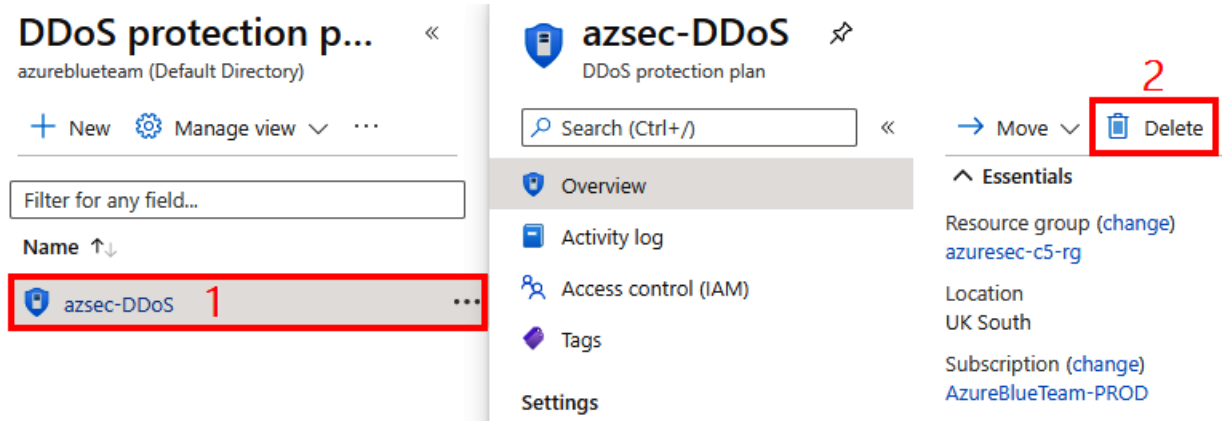 DDoS protection p...
azureblueteam (Default Directory)
New Manage view ...
Filter for any field...
Name
azsec-DDoS 1 ...
azsec-DDoS
DDoS protection plan
Search (Ctrl+/)
Overview
Activity log
Access control (IAM)
Tags
Settings
2
Move Delete
Essentials
Resource group (change)
azuresec-c5-rg
Location
UK South
Subscription (change)
AzureBlueTeam-PROD